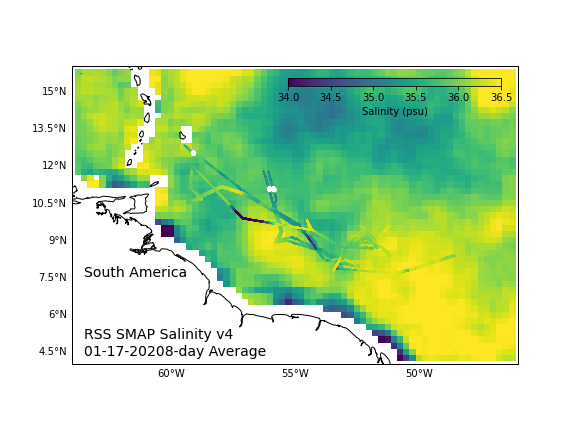 15°N
13.5°N
12°N
10.5°N
9°N
7.5°N
6°N
4.5°N
34.0 34.5 35.0 35.5 36.0 36.5
Salinity (psu)
South America
RSS SMAP Salinity v4
01-17-20208-day Average
60°W 55°W 50°W